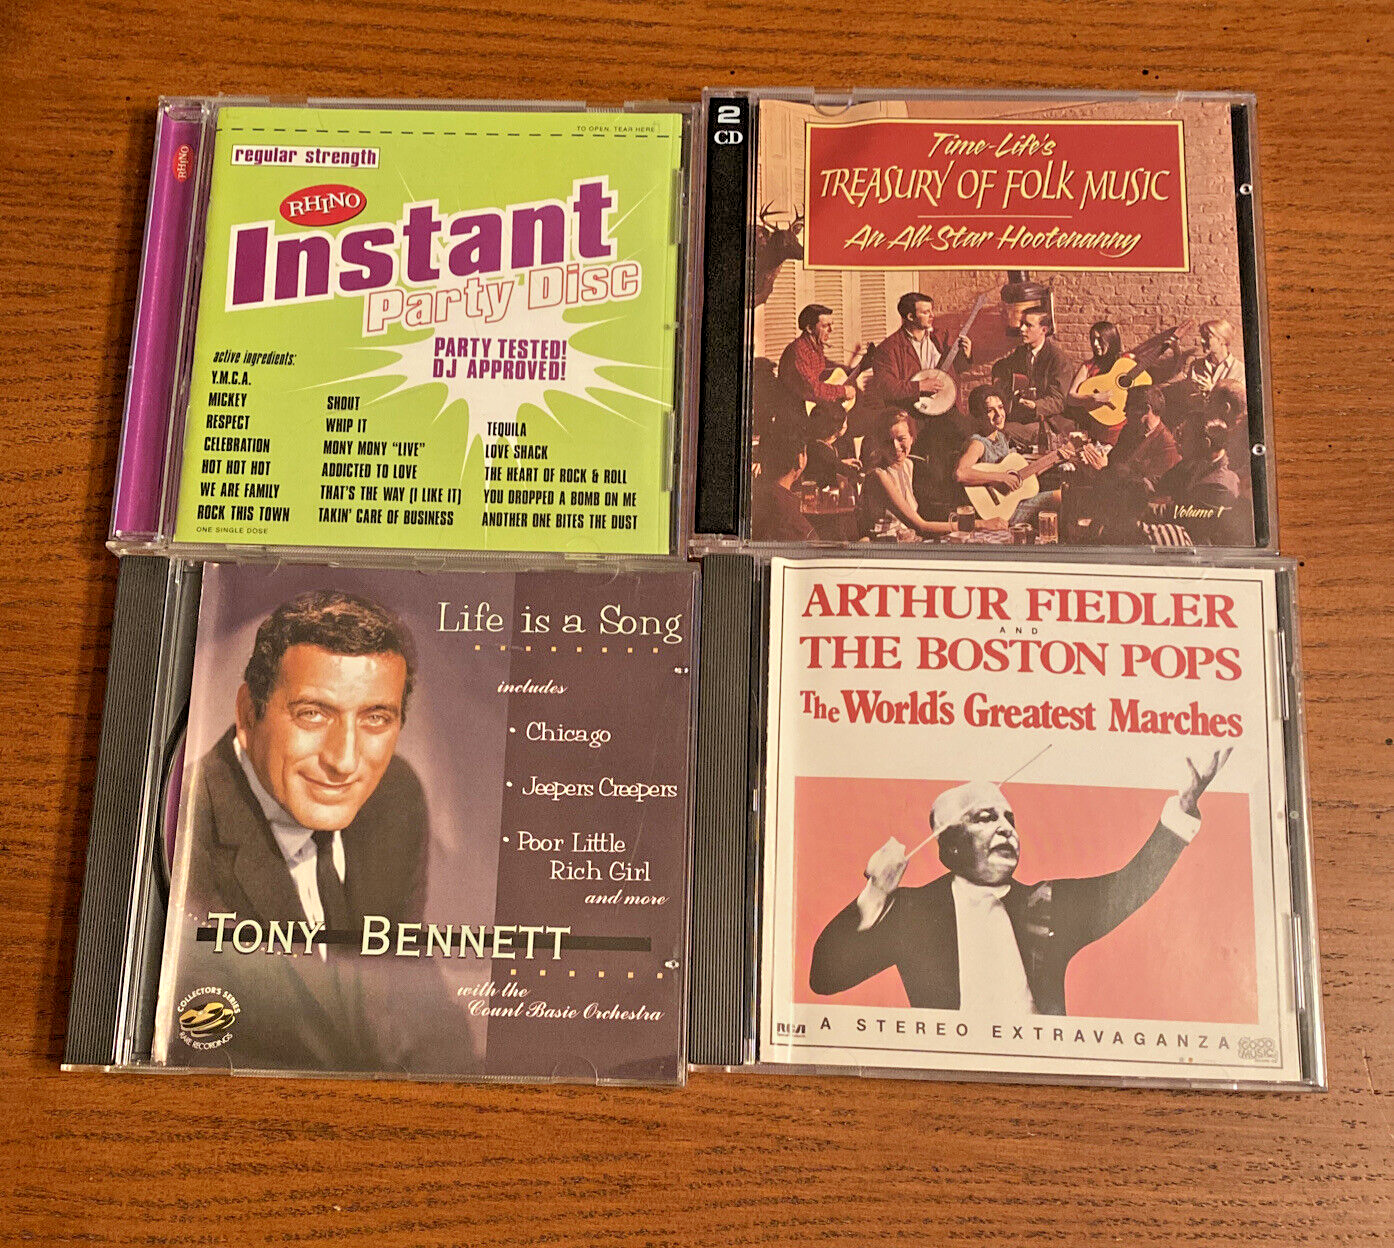 RHINO
TO OPEN, TEAR HERE
regular strength
RHINO
Instant
Party Disc
PARTY TESTED!
DJ APPROVED!
active ingredients:
Y.M.C.A.
MICKEY
RESPECT
CELEBRATION
HOT HOT HOT
WE ARE FAMILY
ROCK THIS TOWN
SHOUT
WHIP IT
MONY MONY "LIVE"
ADDICTED TO LOVE
THAT'S THE WAY (I LIKE IT)
TAKIN' CARE OF BUSINESS
TEQUILA
LOVE SHACK
THE HEART OF ROCK & ROLL
YOU DROPPED A BOMB ON ME
ANOTHER ONE BITES THE DUST
ONE SINGLE DOSE
2
CD
Time-Life's
TREASURY OF FOLK MUSIC
An All-Star Hootenanny
Volume 1
Life is a Song
includes
• Chicago
• Jeepers Creepers
• Poor Little
Rich Girl
and more
TONY BENNETT
with the
Count Basie Orchestra
COLLECTOR'S SERIES
RARE RECORDINGS
ARTHUR FIEDLER
AND
THE BOSTON POPS
The World's Greatest Marches
RCA
A STEREO EXTRAVAGANZA
GOOD
MUSIC